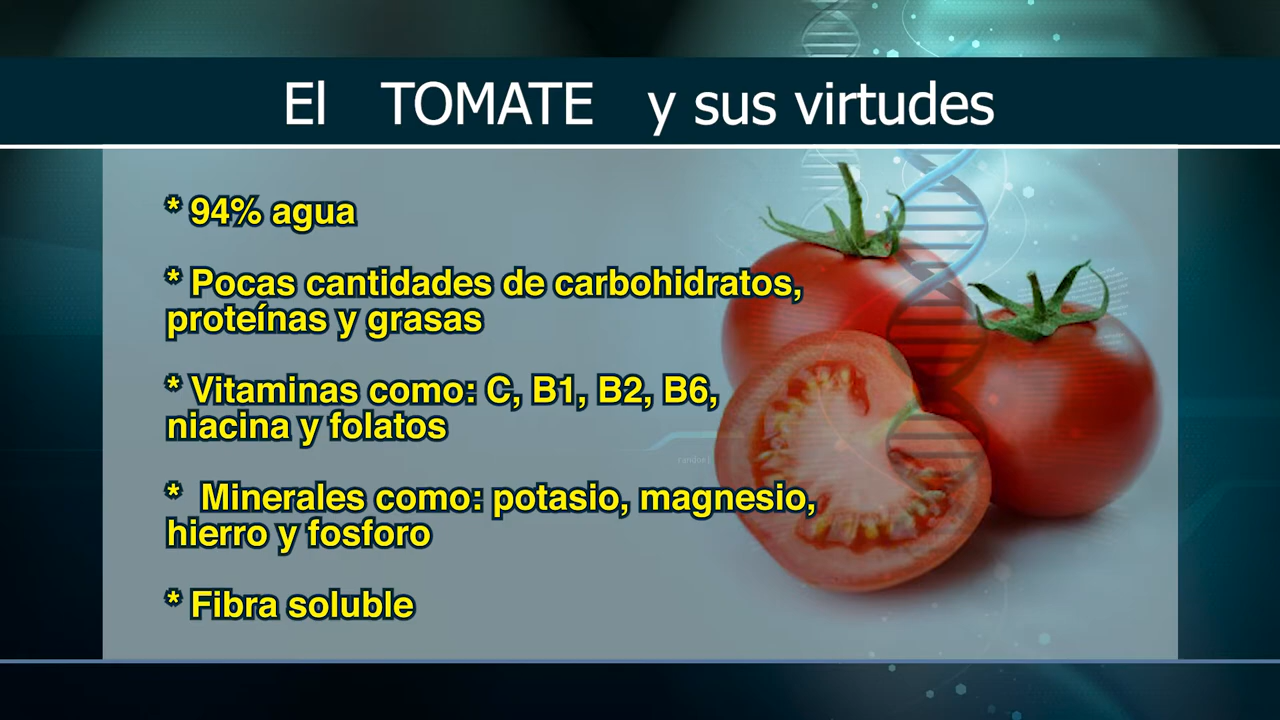 El TOMATE y sus virtudes
* 94% agua
* Pocas cantidades de carbohidratos,
proteínas y grasas
* Vitaminas como: C, B1, B2, B6,
niacina y folatos
* Minerales como: potasio, magnesio,
hierro y fosforo
* Fibra soluble